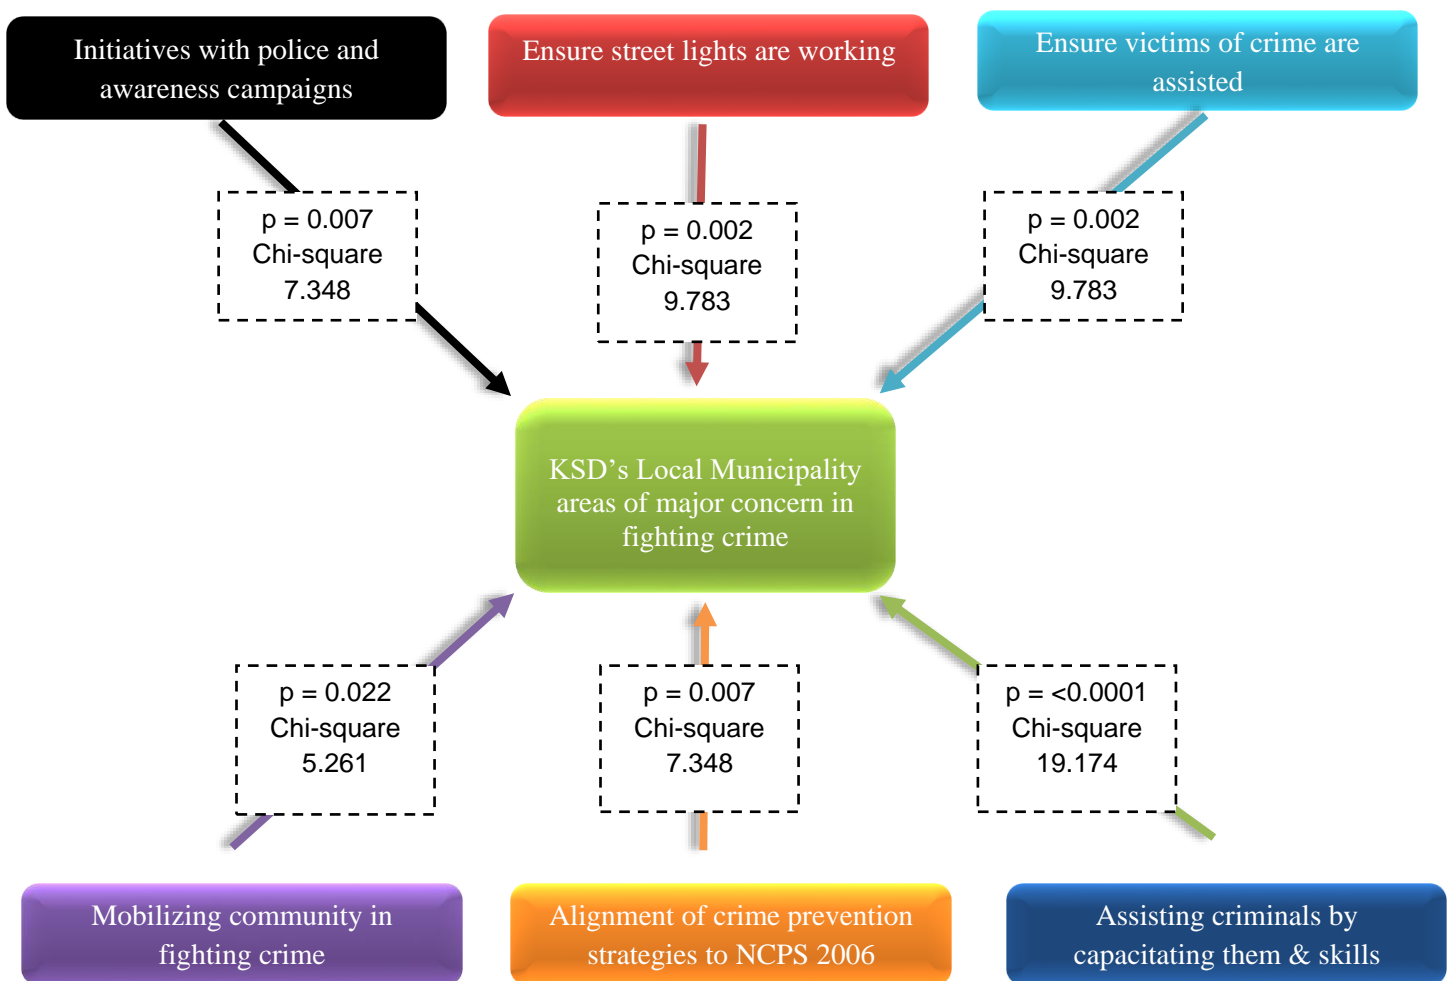 Initiatives with police and
awareness campaigns
Ensure street lights are working
Ensure victims of crime are
assisted
p = 0.007
Chi-square
7.348
p = 0.002
Chi-square
9.783
p = 0.002
Chi-square
9.783
KSD’s Local Municipality
areas of major concern in
fighting crime
p = 0.022
Chi-square
5.261
p = 0.007
Chi-square
7.348
p = <0.0001
Chi-square
19.174
Mobilizing community in
fighting crime
Alignment of crime prevention
strategies to NCPS 2006
Assisting criminals by
capacitating them & skills